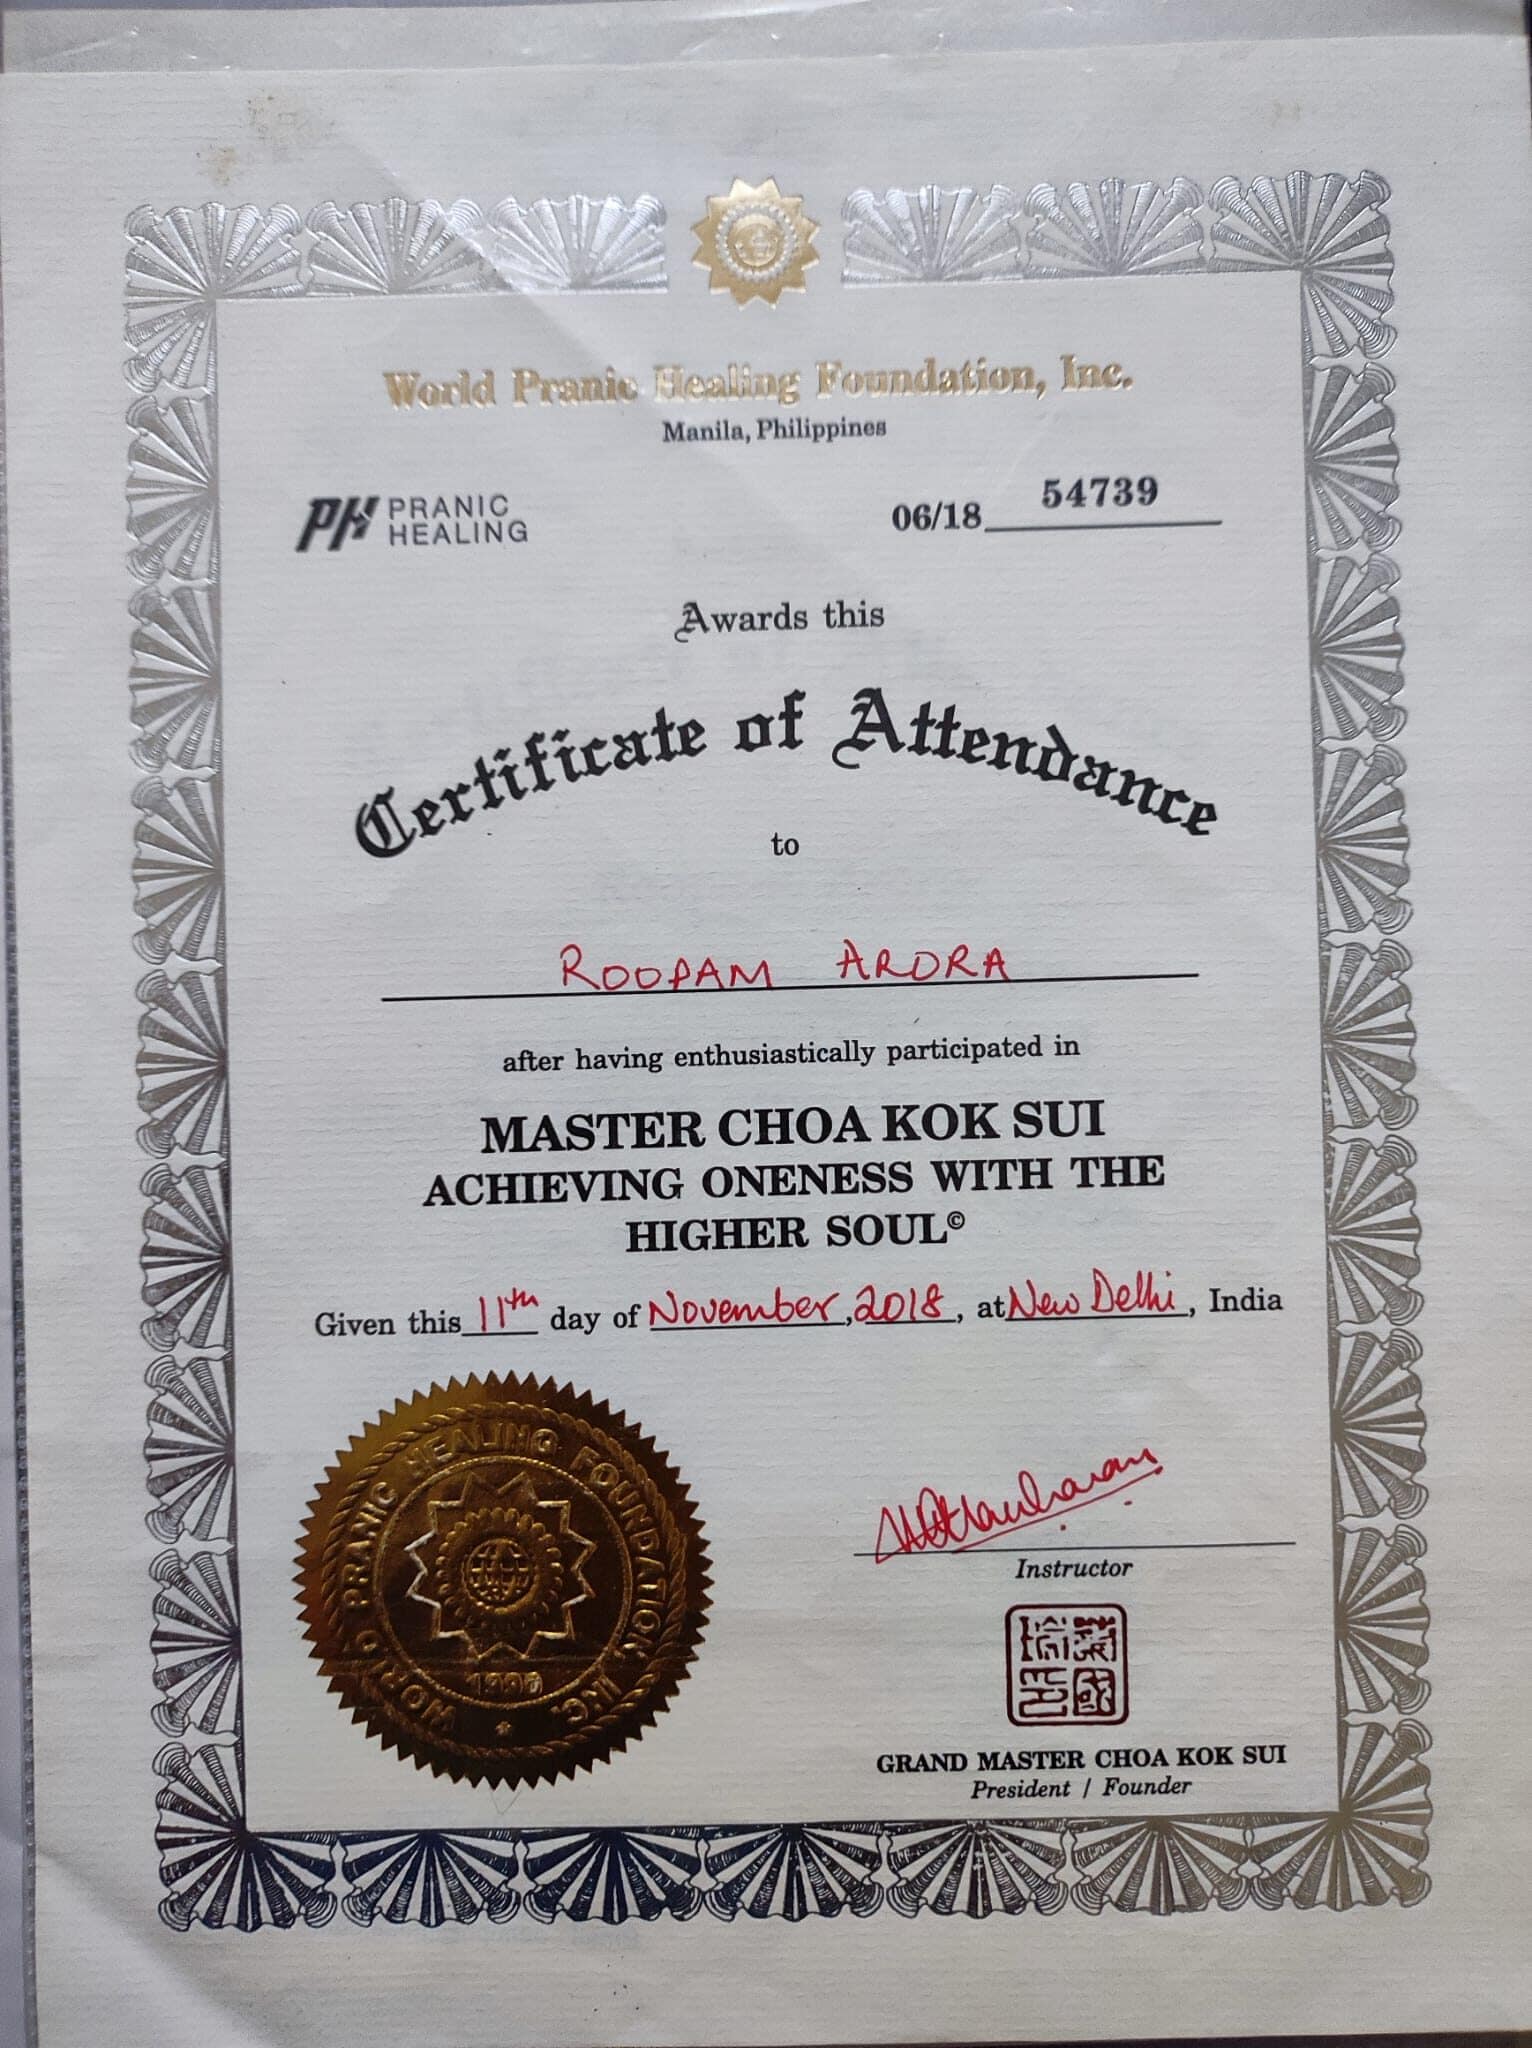 World Pranic Healing Foundation, Inc.
Manila, Philippines
PH PRANIC
HEALING
06/18 54739
Awards this
Certificate of Attendance
to
ROOPAM ARORA
after having enthusiastically participated in
MASTER CHOA KOK SUI
ACHIEVING ONENESS WITH THE
HIGHER SOUL©
Given this 11th day of November, 2018, at New Delhi, India
WORLD PRANIC HEALING FOUNDATION, INC.
1990
Instructor
GRAND MASTER CHOA KOK SUI
President / Founder